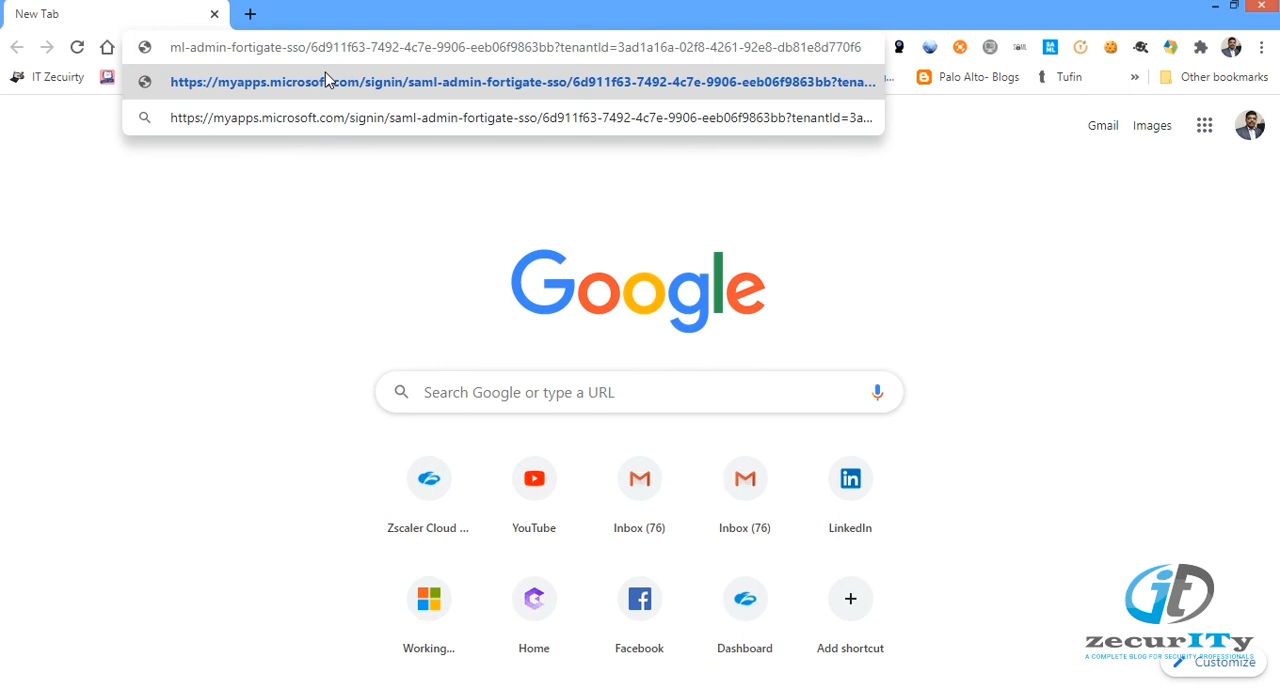 New Tab
ml-admin-fortigate-sso/6d911f63-7492-4c7e-9906-eeb06f9863bb?tenantId=3ad1a16a-02f8-4261-92e8-db81e8d770f6
https://myapps.microsoft.com/signin/saml-admin-fortigate-sso/6d911f63-7492-4c7e-9906-eeb06f9863bb?tena...
https://myapps.microsoft.com/signin/saml-admin-fortigate-sso/6d911f63-7492-4c7e-9906-eeb06f9863bb?tenantId=3a...
IT Zecuirty
Palo Alto- Sblogs
Tufin
Other bookmarks
Gmail Images
Google
Search Google or type a URL
Zscaler Cloud ... YouTube Inbox (76) Inbox (76) LinkedIn
Working... Home Facebook Dashboard Add shortcut
it
zecurITy
A COMPLETE BLOG FOR SECURITY PROFESSIONALS
Customize